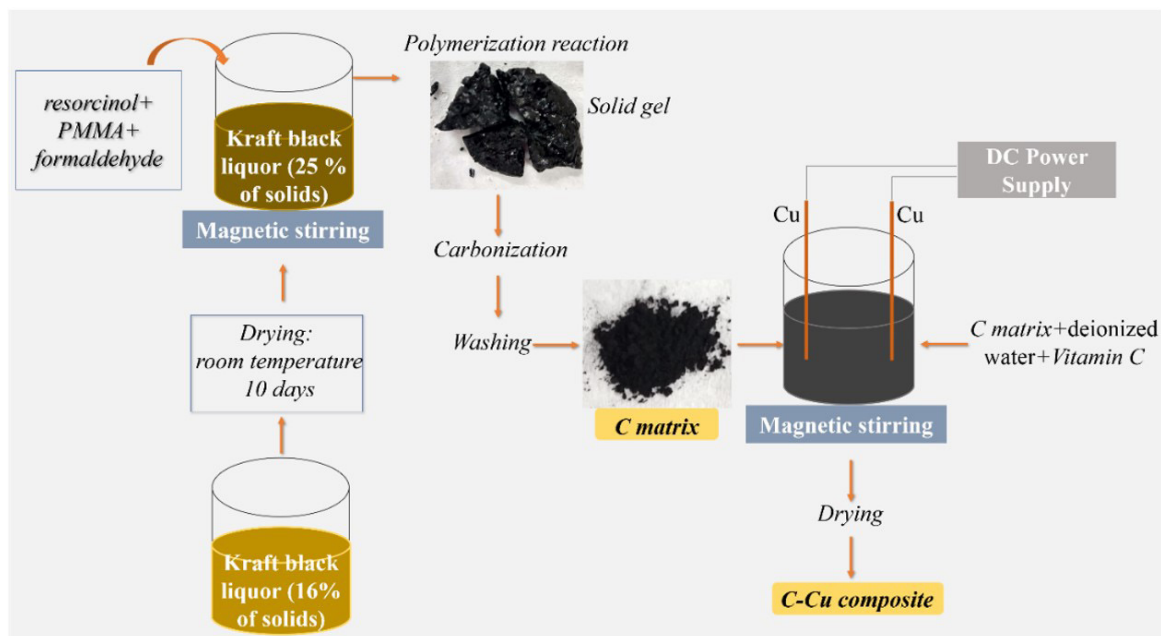 resorcinol+
PMMA+
formaldehyde
Kraft black
liquor (25 %
of solids)
Magnetic stirring
Drying:
room temperature
10 days
Kraft black
liquor (16%
of solids)
Polymerization reaction
Solid gel
Carbonization
Washing
C matrix
DC Power
Supply
Cu
Cu
C matrix+deionized
water+Vitamin C
Magnetic stirring
Drying
C-Cu composite